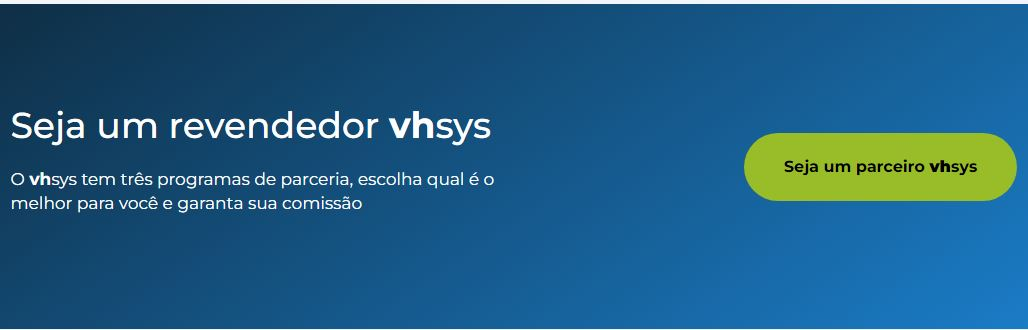 Seja um revendedor vhsys
O vhsys tem três programas de parceria, escolha qual é o
melhor para você e garanta sua comissão
Seja um parceiro vhsys